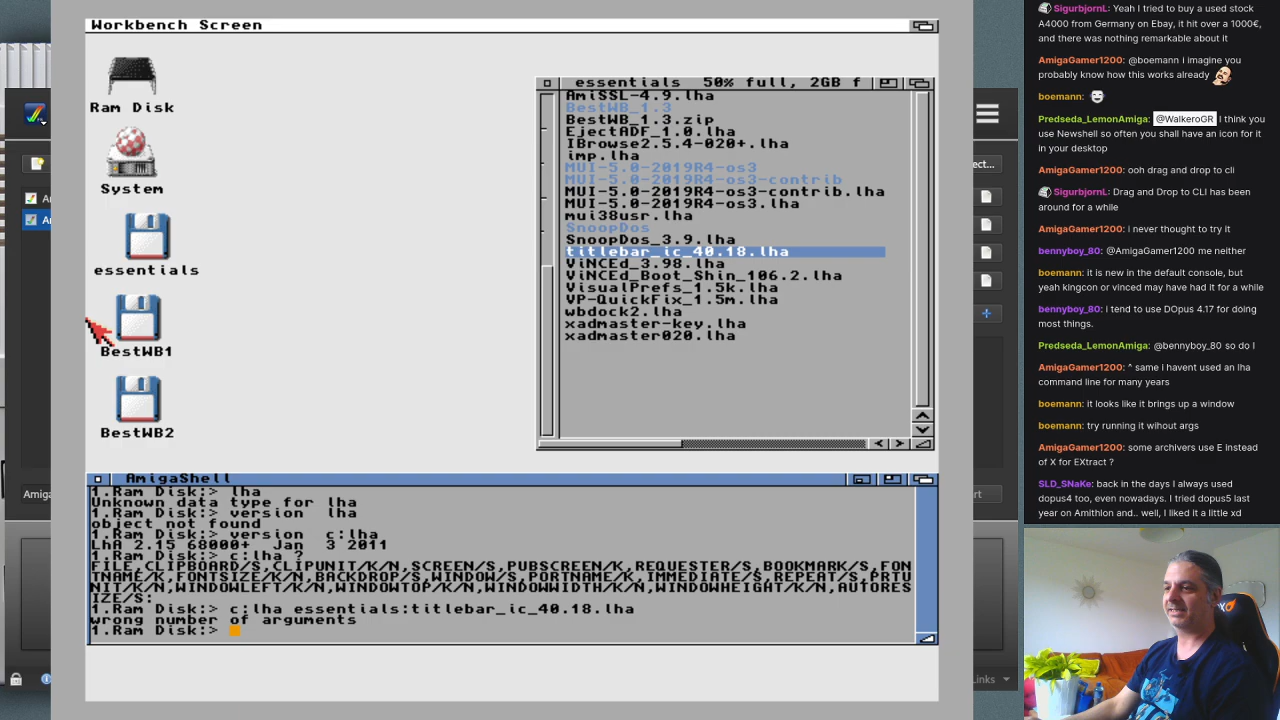 Workbench Screen
Ram Disk
System
essentials
BestWB1
BestWB2
essentials 50% full, 2GB f
AmiSSL-4.9.lha
BestWB_1.3
BestWB_1.3.zip
EjectADF_1.0.lha
IBrowse2.5.4-020+.lha
imp.lha
MUI-5.0-2019R4-os3
MUI-5.0-2019R4-os3-contrib
MUI-5.0-2019R4-os3-contrib.lha
MUI-5.0-2019R4-os3.lha
mui38usr.lha
SnoopDos
SnoopDos_3.9.lha
titlebar_ic_40.18.lha
ViNCEd_3.98.lha
ViNCEd_Boot_Shin_106.2.lha
VisualPrefs_1.5k.lha
VP-QuickFix_1.5m.lha
wbdock2.lha
xadmaster-key.lha
xadmaster020.lha
AmigaShell
1.Ram Disk:> lha
Unknown data type for lha
1.Ram Disk:> version lha
object not found
1.Ram Disk:> version c:lha
LhA 2.15 68000+ Jan 3 2011
1.Ram Disk:> c:lha ?
FILE,CLIPBOARD/S,CLIPUNIT/K/N,SCREEN/S,PUBSCREEN/K,REQUESTER/S,BOOKMARK/S,FON
TNAME/K,FONTSIZE/K/N,BACKDROP/S,WINDOW/S,PORTNAME/K,IMMEDIATE/S,REPEAT/S,PRTU
NIT/K/N,WINDOWLEFT/K/N,WINDOWTOP/K/N,WINDOWWIDTH/K/N,WINDOWHEIGAT/K/N,AUTORES
IZE/S:
1.Ram Disk:> c:lha essentials:titlebar_ic_40.18.lha
wrong number of arguments
1.Ram Disk:>
Amiga
ect...
rt
Links
SigurbjornL: Yeah I tried to buy a used stock
A4000 from Germany on Ebay, it hit over a 1000€,
and there was nothing remarkable about it
AmigaGamer1200: @boemann i imagine you
probably know how this works already
boemann:
Predseda_LemonAmiga: @WalkeroGR I think you
use Newshell so often you shall have an icon for it
in your desktop
AmigaGamer1200: ooh drag and drop to cli
SigurbjornL: Drag and Drop to CLI has been
around for a while
AmigaGamer1200: i never thought to try it
bennyboy_80: @AmigaGamer1200 me neither
boemann: it is new in the default console, but
yeah kingcon or vinced may have had it for a while
bennyboy_80: i tend to use DOpus 4.17 for doing
most things.
Predseda_LemonAmiga: @bennyboy_80 so do I
AmigaGamer1200: ^ same I havent used an lha
command line for many years
boemann: it looks like it brings up a window
boemann: try running it wihout args
AmigaGamer1200: some archivers use E instead
of X for EXtract ?
SLD_SNaKe: back in the days I always used
dopus4 too, even nowadays. I tried dopus5 last
year on Amithlon and.. well, I liked it a little xd